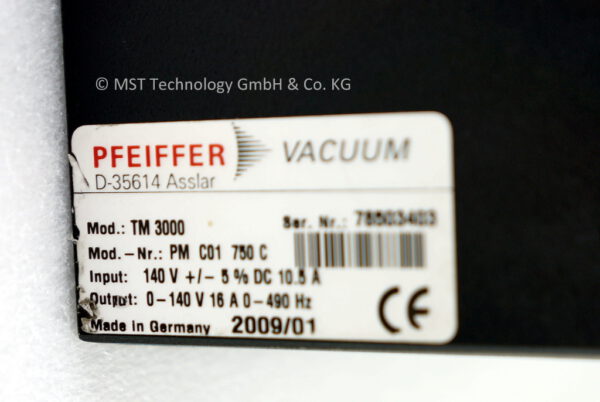 © MST Technology GmbH & Co. KG
PFEIFFER VACUUM
D-35614 Asslar
Mod.: TM 3000
Ser. Nr.: 78503403
Mod.-Nr.: PM C01 750 C
Input: 140 V +/- 5 % DC 10.5 A
Output: 0-140 V 16 A 0-490 Hz
CE
Made in Germany 2009/01